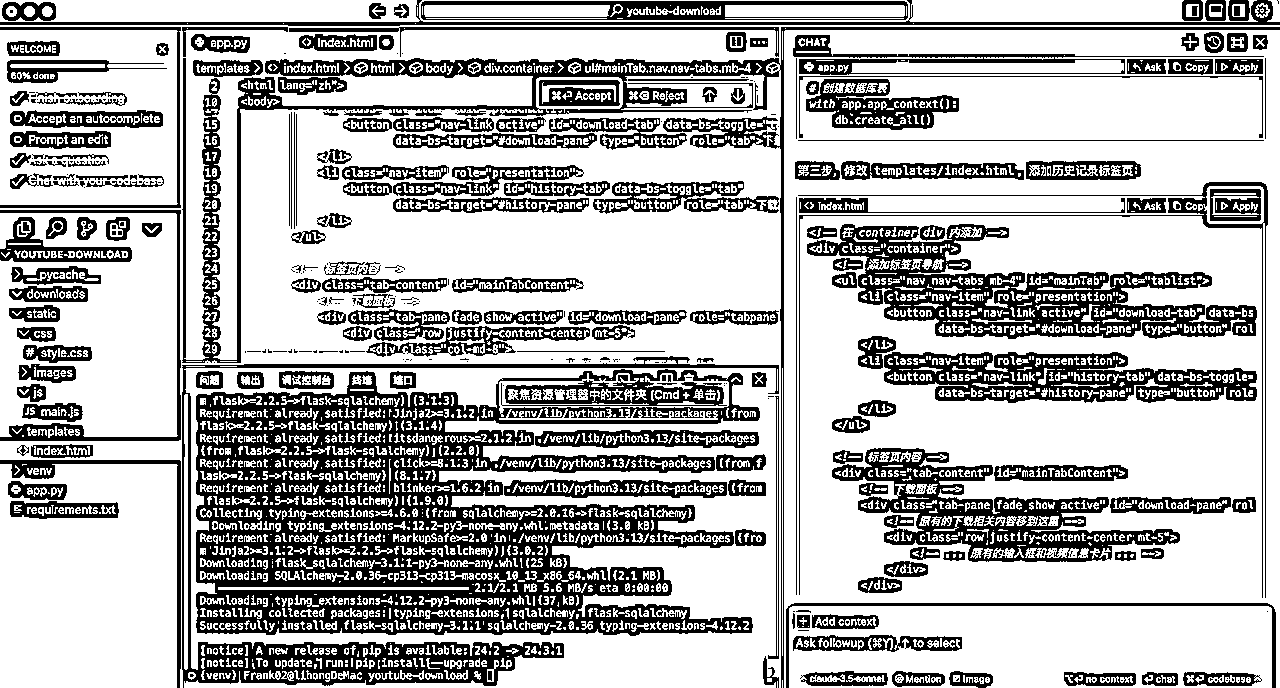 youtube-download
WELCOME
60% done
Finish onboarding
Accept an autocomplete
Prompt an edit
Ask a question
Chat with your codebase
YOUTUBE-DOWNLOAD
__pycache__
downloads
static
css
# style.css
images
js
JS main.js
templates
<> index.html
venv
app.py
requirements.txt
app.py
<> index.html
templates > <> index.html > html > body > div.container > ul#mainTab.nav.nav-tabs.mb-4 >
⌘⏎ Accept ⌘⌫ Reject
2 <html lang="zh">
10 <body>
15 <button class="nav-link active" id="download-tab" data-bs-toggle="t
16 data-bs-target="#download-pane" type="button" role="tab">下
17 </li>
18 <li class="nav-item" role="presentation">
19 <button class="nav-link" id="history-tab" data-bs-toggle="tab"
20 data-bs-target="#history-pane" type="button" role="tab">下载
21 </li>
22 </ul>
23
24 <!-- 标签页内容 -->
25 <div class="tab-content" id="mainTabContent">
26 <!-- 下载面板 -->
27 <div class="tab-pane fade show active" id="download-pane" role="tabpane
28 <div class="row justify-content-center mt-5">
29 <div class="col-md-8">
问题 输出 调试控制台 终端 端口
聚焦资源管理器中的文件夹 (Cmd + 单击)
m flask>=2.2.5->flask-sqlalchemy) (3.1.3)
Requirement already satisfied: Jinja2>=3.1.2 in ./venv/lib/python3.13/site-packages (from
flask>=2.2.5->flask-sqlalchemy) (3.1.4)
Requirement already satisfied: itsdangerous>=2.1.2 in ./venv/lib/python3.13/site-packages
(from flask>=2.2.5->flask-sqlalchemy) (2.2.0)
Requirement already satisfied: click>=8.1.3 in ./venv/lib/python3.13/site-packages (from f
lask>=2.2.5->flask-sqlalchemy) (8.1.7)
Requirement already satisfied: blinker>=1.6.2 in ./venv/lib/python3.13/site-packages (from
flask>=2.2.5->flask-sqlalchemy) (1.9.0)
Collecting typing-extensions>=4.6.0 (from sqlalchemy>=2.0.16->flask-sqlalchemy)
Downloading typing_extensions-4.12.2-py3-none-any.whl.metadata (3.0 kB)
Requirement already satisfied: MarkupSafe>=2.0 in ./venv/lib/python3.13/site-packages (fro
m Jinja2>=3.1.2->flask>=2.2.5->flask-sqlalchemy) (3.0.2)
Downloading flask_sqlalchemy-3.1.1-py3-none-any.whl (25 kB)
Downloading SQLAlchemy-2.0.36-cp313-cp313-macosx_10_13_x86_64.whl (2.1 MB)
2.1/2.1 MB 5.6 MB/s eta 0:00:00
Downloading typing_extensions-4.12.2-py3-none-any.whl (37 kB)
Installing collected packages: typing-extensions, sqlalchemy, flask-sqlalchemy
Successfully installed flask-sqlalchemy-3.1.1 sqlalchemy-2.0.36 typing-extensions-4.12.2
[notice] A new release of pip is available: 24.2 -> 24.3.1
[notice] To update, run: pip install --upgrade pip
(venv) Frank02@lihongDeMac youtube-download %
CHAT
app.py Ask Copy Apply
# 创建数据库表
with app.app_context():
db.create_all()
第三步, 修改 templates/index.html, 添加历史记录标签页:
<> index.html Ask Copy Apply
<!-- 在 container div 内添加 -->
<div class="container">
<!-- 添加标签页导航 -->
<ul class="nav nav-tabs mb-4" id="mainTab" role="tablist">
<li class="nav-item" role="presentation">
<button class="nav-link active" id="download-tab" data-bs
data-bs-target="#download-pane" type="button" rol
</li>
<li class="nav-item" role="presentation">
<button class="nav-link" id="history-tab" data-bs-toggle=
data-bs-target="#history-pane" type="button" role
</li>
</ul>
<!-- 标签页内容 -->
<div class="tab-content" id="mainTabContent">
<!-- 下载面板 -->
<div class="tab-pane fade show active" id="download-pane" rol
<!-- 原有的下载相关内容移到这里 -->
<div class="row justify-content-center mt-5">
<!-- ... 原有的输入框和视频信息卡片 ... -->
</div>
</div>
+ Add context
Ask followup (⌘Y), ↑ to select
claude-3.5-sonnet @ Mention Image ⌥⏎ no context ⏎ chat ⌘⏎ codebase